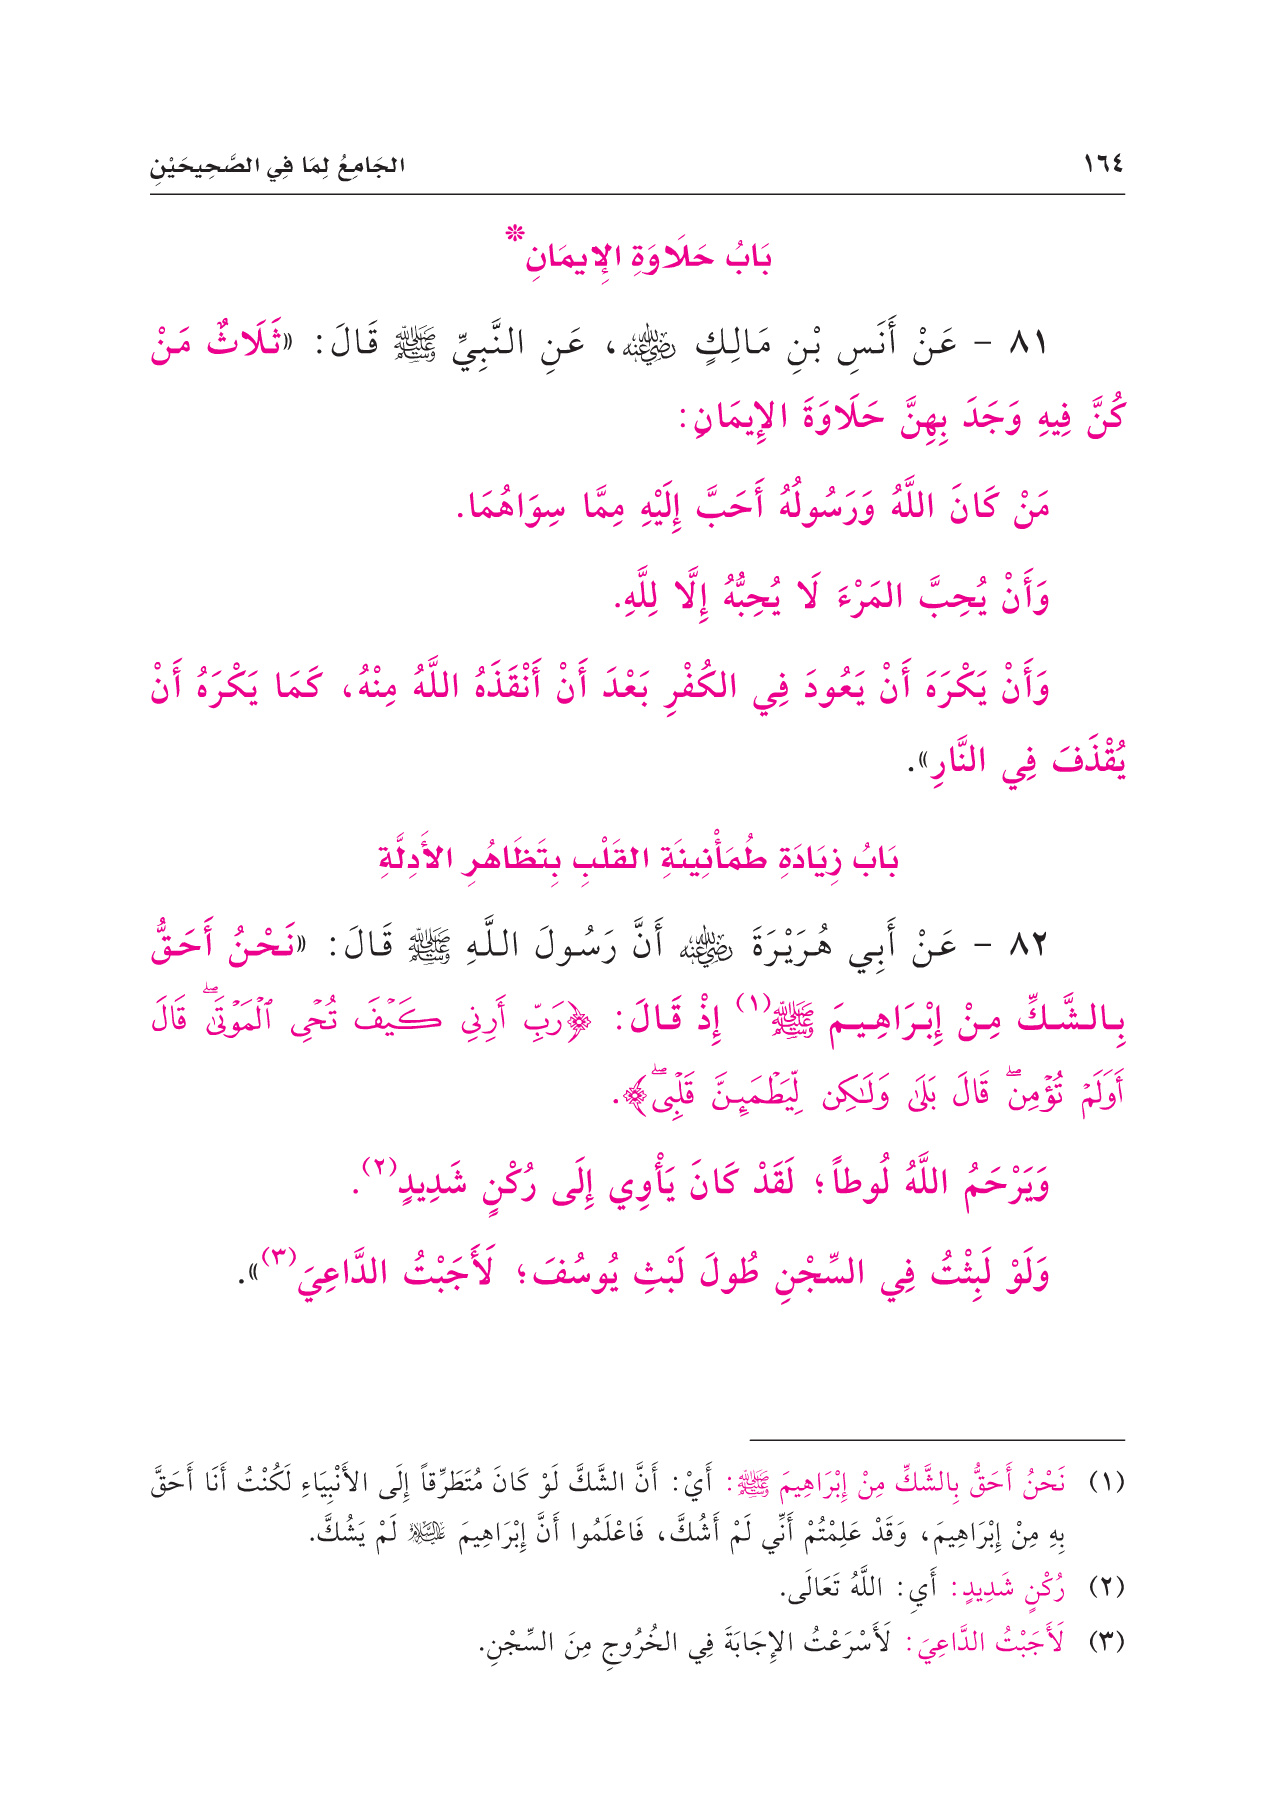 ١٦٤ الجَامِعُ لِمَا فِي الصَّحِيحَيْنِ
بَابُ حَلَاوَةِ الإِيمَانِ*
٨١ - عَنْ أَنَسِ بْنِ مَالِكٍ رضي الله عنه، عَنِ النَّبِيِّ ﷺ قَالَ: «ثَلَاثٌ مَنْ
كُنَّ فِيهِ وَجَدَ بِهِنَّ حَلَاوَةَ الإِيمَانِ:
مَنْ كَانَ اللَّهُ وَرَسُولُهُ أَحَبَّ إِلَيْهِ مِمَّا سِوَاهُمَا.
وَأَنْ يُحِبَّ المَرْءَ لَا يُحِبُّهُ إِلَّا لِلَّهِ.
وَأَنْ يَكْرَهَ أَنْ يَعُودَ فِي الكُفْرِ بَعْدَ أَنْ أَنْقَذَهُ اللَّهُ مِنْهُ، كَمَا يَكْرَهُ أَنْ
يُقْذَفَ فِي النَّارِ».
بَابُ زِيَادَةِ طُمَأْنِينَةِ القَلْبِ بِتَظَاهُرِ الأَدِلَّةِ
٨٢ - عَنْ أَبِي هُرَيْرَةَ رضي الله عنه أَنَّ رَسُولَ اللَّهِ ﷺ قَالَ: «نَحْنُ أَحَقُّ
بِالشَّكِّ مِنْ إِبْرَاهِيمَ ﷺ(١) إِذْ قَالَ: ﴿رَبِّ أَرِنِي كَيۡفَ تُحۡيِ ٱلۡمَوۡتَىٰۖ قَالَ
أَوَلَمۡ تُؤۡمِنۖ قَالَ بَلَىٰ وَلَٰكِن لِّيَطۡمَئِنَّ قَلۡبِيۖ﴾.
وَيَرْحَمُ اللَّهُ لُوطاً؛ لَقَدْ كَانَ يَأْوِي إِلَى رُكْنٍ شَدِيدٍ(٢).
وَلَوْ لَبِثْتُ فِي السِّجْنِ طُولَ لَبْثِ يُوسُفَ؛ لَأَجَبْتُ الدَّاعِيَ(٣)».
(١) نَحْنُ أَحَقُّ بِالشَّكِّ مِنْ إِبْرَاهِيمَ ﷺ: أَيْ: أَنَّ الشَّكَّ لَوْ كَانَ مُتَطَرِّقاً إِلَى الأَنْبِيَاءِ لَكُنْتُ أَنَا أَحَقَّ
بِهِ مِنْ إِبْرَاهِيمَ، وَقَدْ عَلِمْتُمْ أَنِّي لَمْ أَشُكَّ، فَاعْلَمُوا أَنَّ إِبْرَاهِيمَ عليه السلام لَمْ يَشُكَّ.
(٢) رُكْنٍ شَدِيدٍ: أَيِ: اللَّهُ تَعَالَى.
(٣) لَأَجَبْتُ الدَّاعِيَ: لَأَسْرَعْتُ الإِجَابَةَ فِي الخُرُوجِ مِنَ السِّجْنِ.